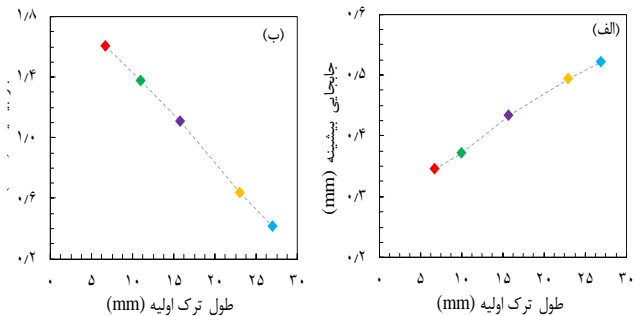 (الف)
جابجایی بیشینه (mm)
۰٫۶
۰٫۵
۰٫۴
۰٫۳
۰٫۲
۰ ۵ ۱۰ ۱۵ ۲۰ ۲۵ ۳۰
طول ترک اولیه (mm)
(ب)
۱٫۸
۱٫۴
۱٫۰
۰٫۶
۰٫۲
۰ ۵ ۱۰ ۱۵ ۲۰ ۲۵ ۳۰
طول ترک اولیه (mm)